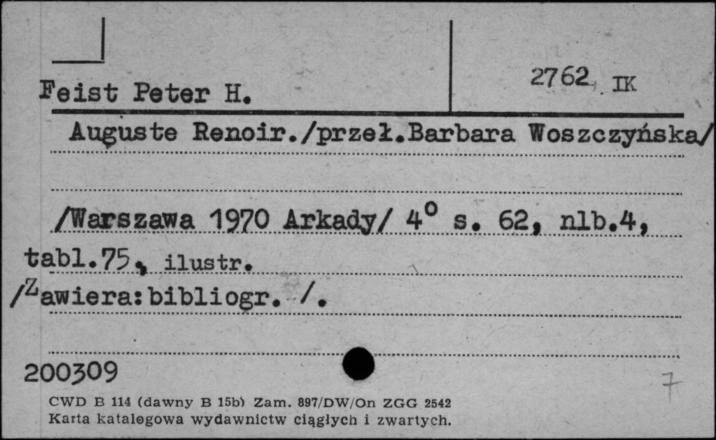 Feist Peter H.
2762 IK
Auguste Renoir./przeł.Barbara Woszczyńska/
/Warszawa 1970 Arkady/ 4⁰ s. 62, nlb.4,
tabl.75, ilustr.
/Zawiera:bibliogr. /.
200309
7
CWD B 114 (dawny B 15b) Zam. 897/DW/On ZGG 2542
Karta katalogowa wydawnictw ciągłych i zwartych.